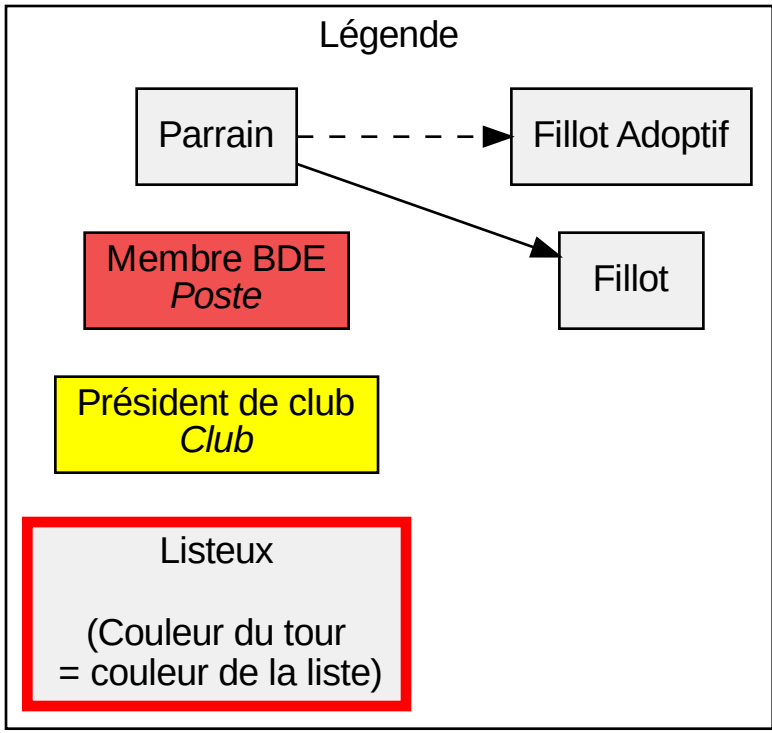 Légende
Parrain
Fillot Adoptif
Membre BDE
Poste
Fillot
Président de club
Club
Listeux
(Couleur du tour
= couleur de la liste)